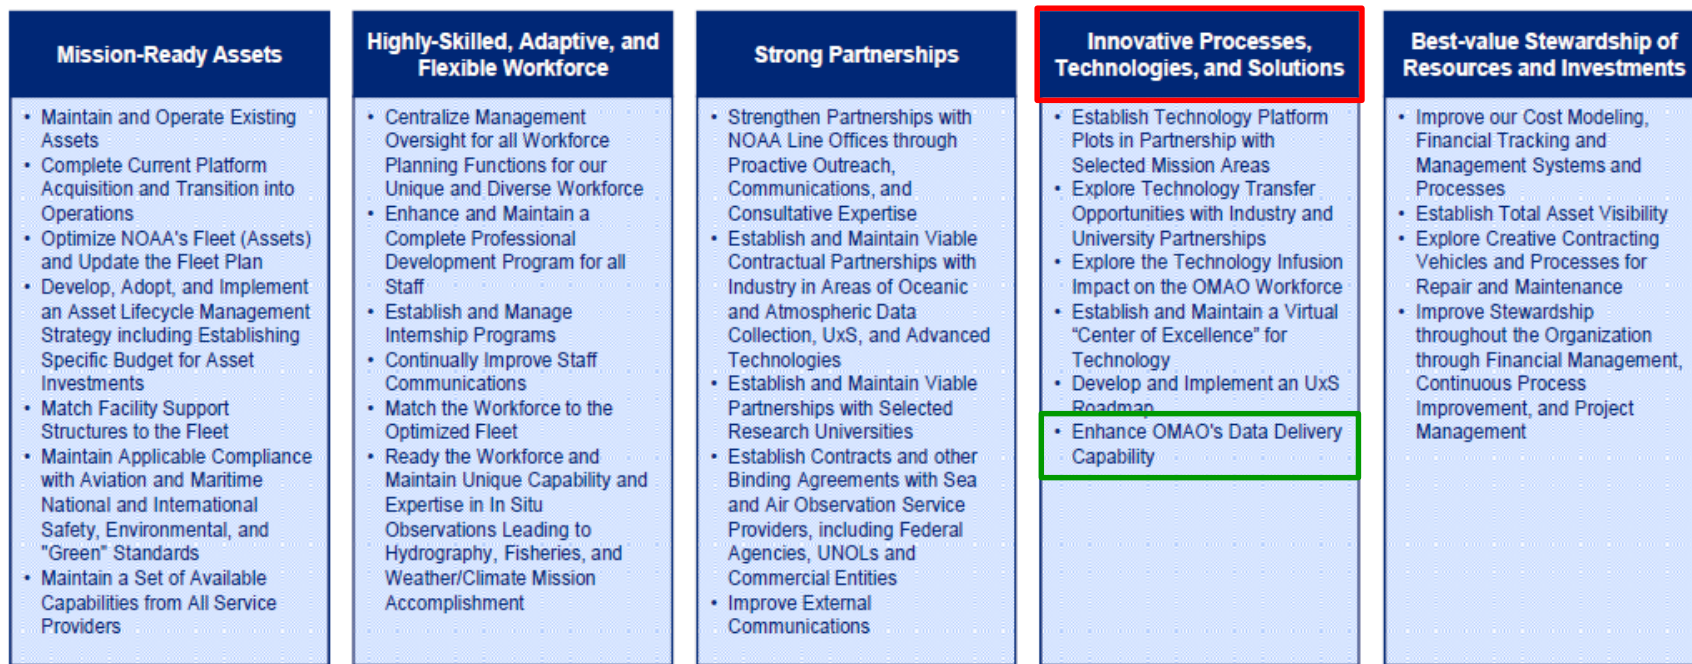 Mission-Ready Assets
• Maintain and Operate Existing
Assets
• Complete Current Platform
Acquisition and Transition into
Operations
• Optimize NOAA's Fleet (Assets)
and Update the Fleet Plan
• Develop, Adopt, and Implement
an Asset Lifecycle Management
Strategy including Establishing
Specific Budget for Asset
Investments
• Match Facility Support
Structures to the Fleet
• Maintain Applicable Compliance
with Aviation and Maritime
National and International
Safety, Environmental, and
"Green" Standards
• Maintain a Set of Available
Capabilities from All Service
Providers
Highly-Skilled, Adaptive, and
Flexible Workforce
• Centralize Management
Oversight for all Workforce
Planning Functions for our
Unique and Diverse Workforce
• Enhance and Maintain a
Complete Professional
Development Program for all
Staff
• Establish and Manage
Internship Programs
• Continually Improve Staff
Communications
• Match the Workforce to the
Optimized Fleet
• Ready the Workforce and
Maintain Unique Capability and
Expertise in In Situ
Observations Leading to
Hydrography, Fisheries, and
Weather/Climate Mission
Accomplishment
Strong Partnerships
• Strengthen Partnerships with
NOAA Line Offices through
Proactive Outreach,
Communications, and
Consultative Expertise
• Establish and Maintain Viable
Contractual Partnerships with
Industry in Areas of Oceanic
and Atmospheric Data
Collection, UxS, and Advanced
Technologies
• Establish and Maintain Viable
Partnerships with Selected
Research Universities
• Establish Contracts and other
Binding Agreements with Sea
and Air Observation Service
Providers, including Federal
Agencies, UNOLs and
Commercial Entities
• Improve External
Communications
Innovative Processes,
Technologies, and Solutions
• Establish Technology Platform
Plots in Partnership with
Selected Mission Areas
• Explore Technology Transfer
Opportunities with Industry and
University Partnerships
• Explore the Technology Infusion
Impact on the OMAO Workforce
• Establish and Maintain a Virtual
“Center of Excellence” for
Technology
• Develop and Implement an UxS
Roadmap
• Enhance OMAO's Data Delivery
Capability
Best-value Stewardship of
Resources and Investments
• Improve our Cost Modeling,
Financial Tracking and
Management Systems and
Processes
• Establish Total Asset Visibility
• Explore Creative Contracting
Vehicles and Processes for
Repair and Maintenance
• Improve Stewardship
throughout the Organization
through Financial Management,
Continuous Process
Improvement, and Project
Management